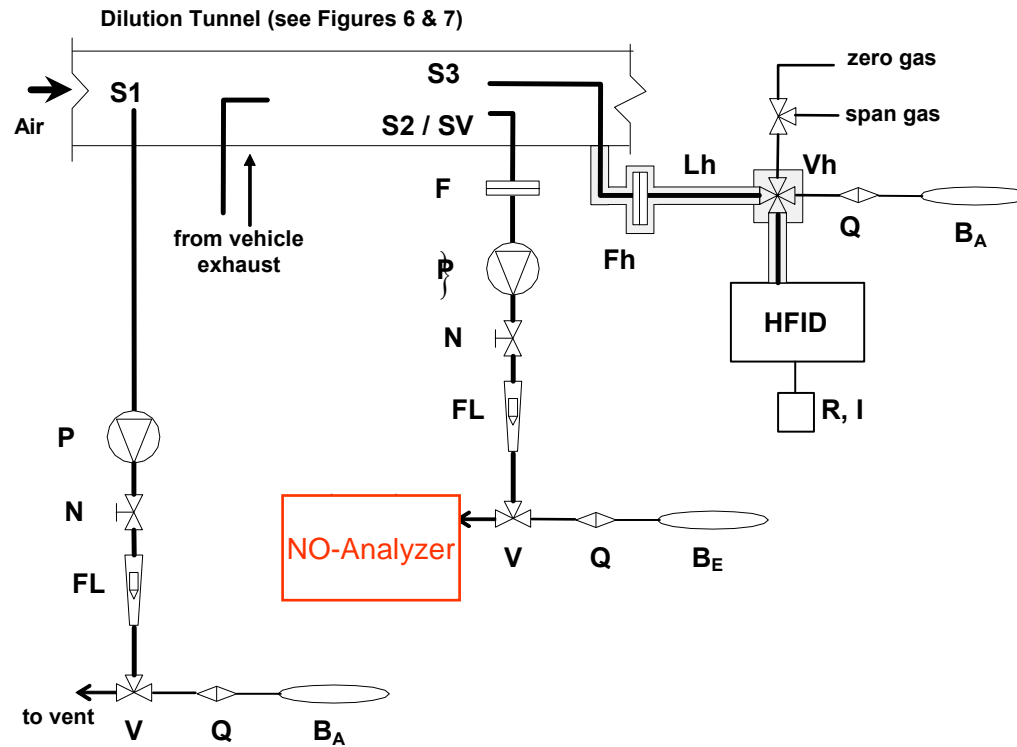 Dilution Tunnel (see Figures 6 & 7)
S1
S3
S2 / SV
Air
zero gas
span gas
Lh
Vh
F
Fh
Q
BA
from vehicle
exhaust
P
HFID
N
R, I
FL
P
N
NO-Analyzer
V
Q
BE
FL
to vent
V
Q
BA